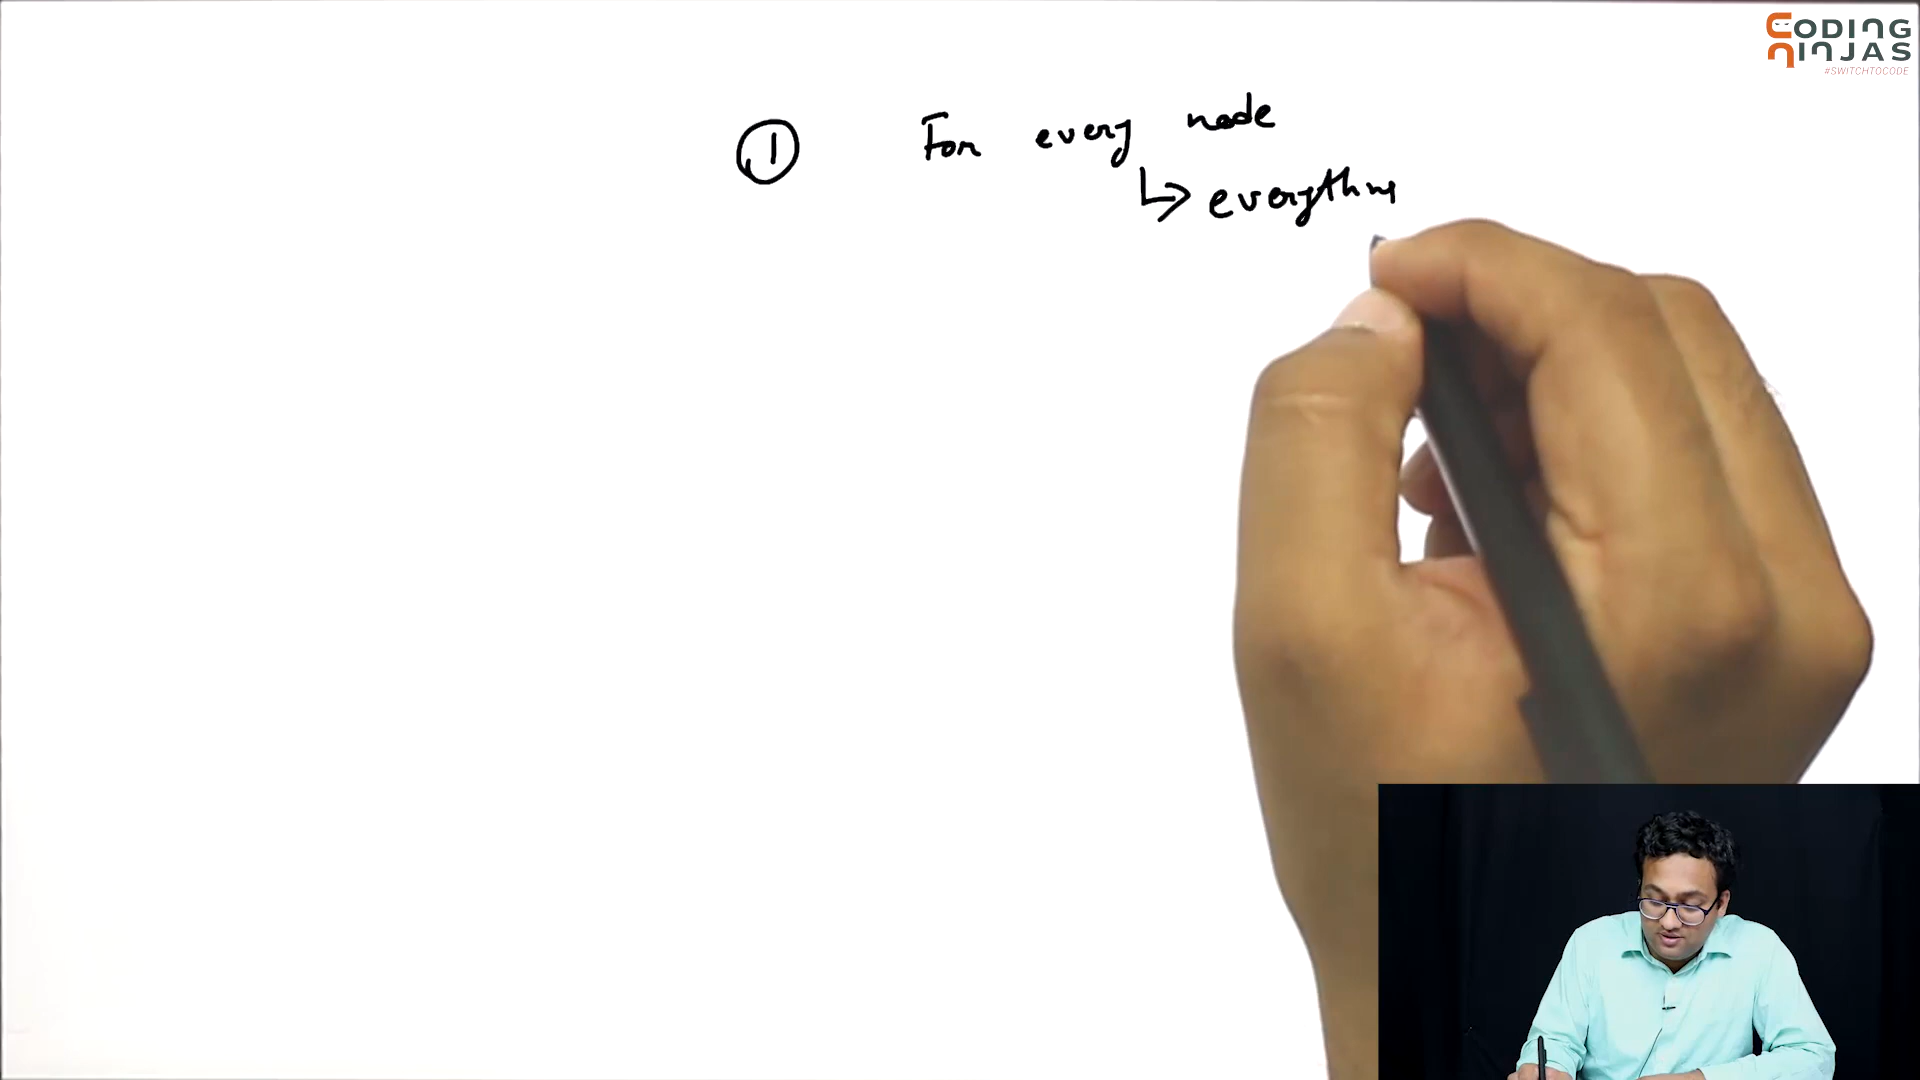 CODING
NINJAS
#SWITCHTOCODE
1 For every node
↳ everything